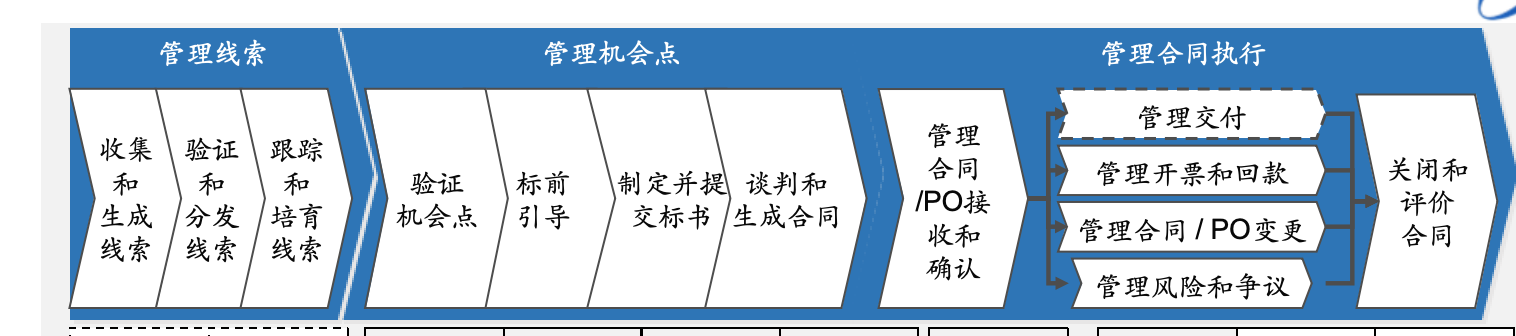 管理线索
管理机会点
管理合同执行
收集
和
生成
线索
验证
和
分发
线索
跟踪
和
培育
线索
验证
机会点
标前
引导
制定并提
交标书
谈判和
生成合同
管理
合同
/PO接
收和
确认
管理交付
管理开票和回款
管理合同 / PO变更
管理风险和争议
关闭和
评价
合同